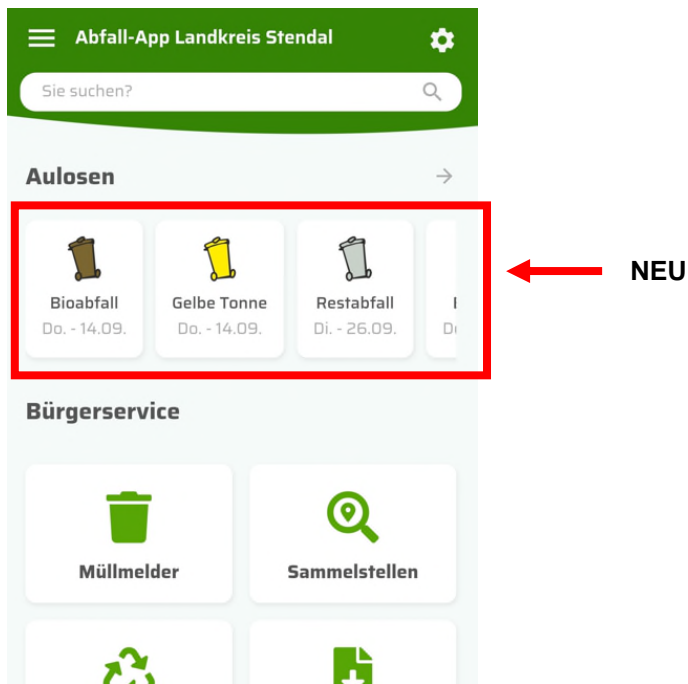 Abfall-App Landkreis Stendal
Sie suchen?
Aulosen
NEU
Bioabfall Gelbe Tonne Restabfall
Do. - 14.09. Do. - 14.09. Di. - 26.09.
Bürgerservice
Müllmelder Sammelstellen